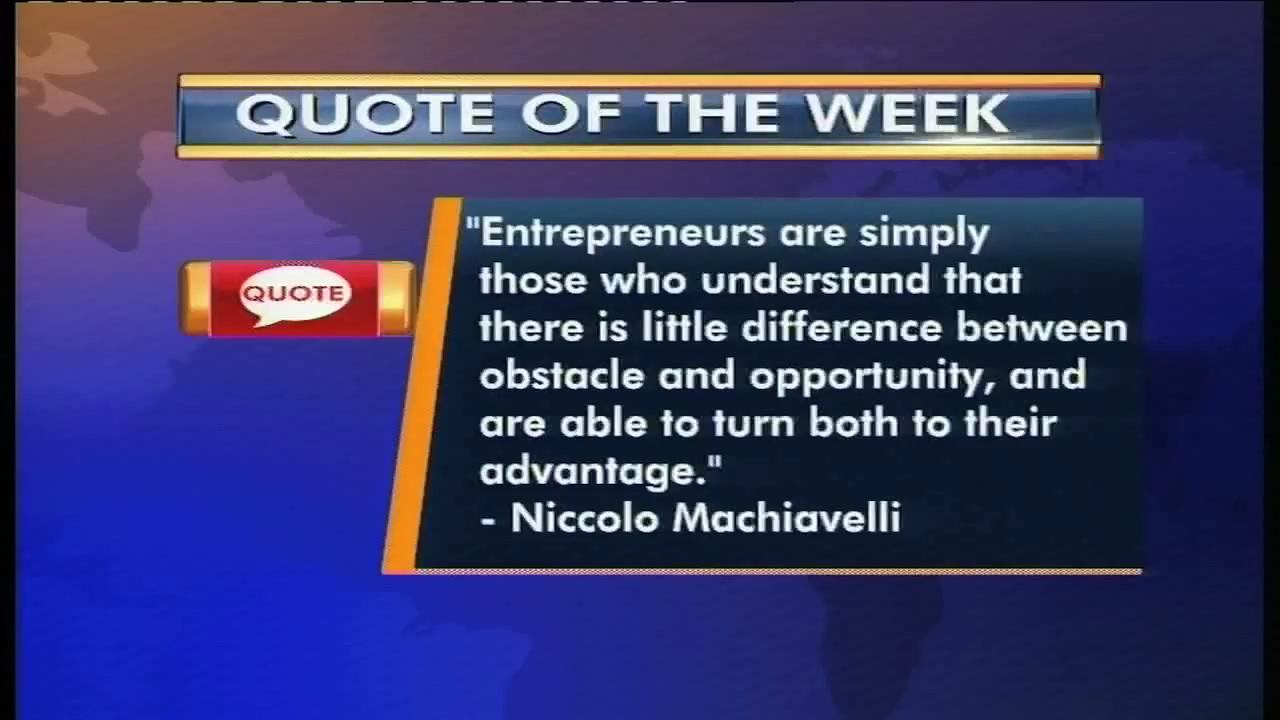 QUOTE OF THE WEEK
QUOTE
"Entrepreneurs are simply
those who understand that
there is little difference between
obstacle and opportunity, and
are able to turn both to their
advantage."
- Niccolo Machiavelli